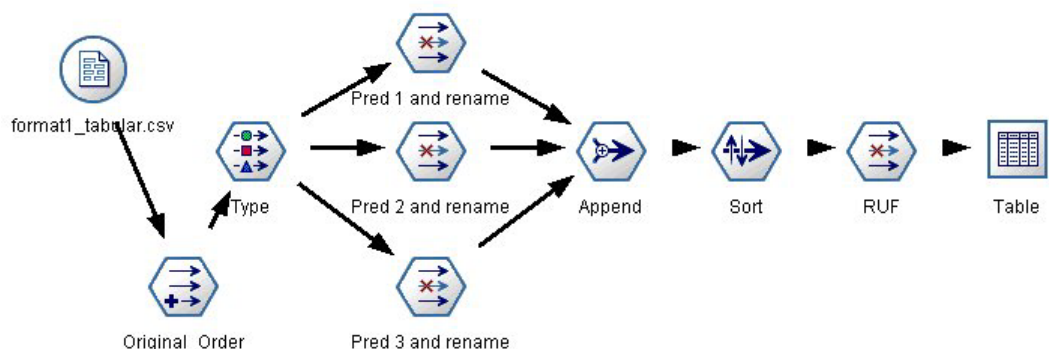 format1_tabular.csv
Original_Order
Type
Pred 1 and rename
Pred 2 and rename
Pred 3 and rename
Append
Sort
RUF
Table